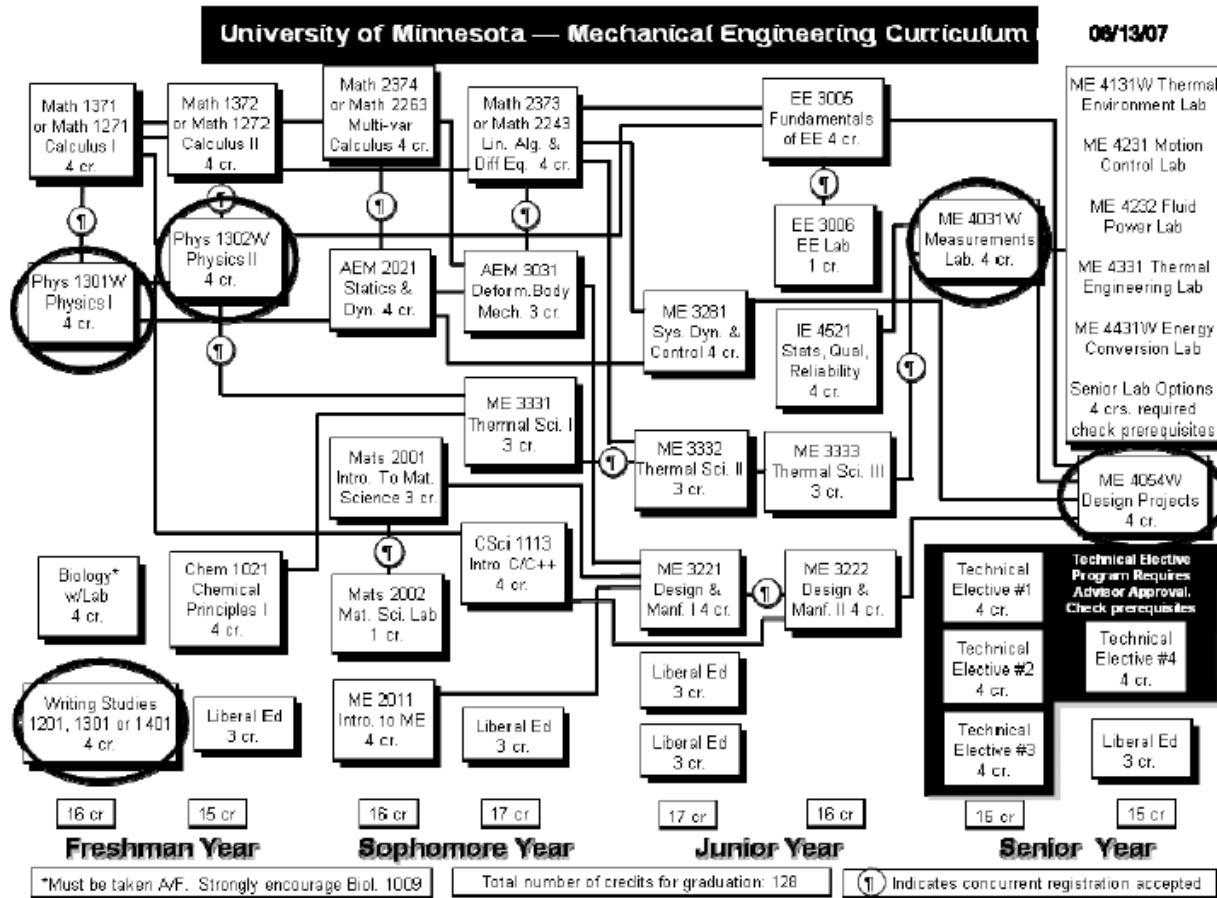 University of Minnesota — Mechanical Engineering Curriculum
06/13/07
Math 1371
or Math 1271
Calculus I
4 cr.
Math 1372
or Math 1272
Calculus II
4 cr.
Math 2374
or Math 2263
Multi-var
Calculus 4 cr.
Math 2373
or Math 2243
Lin. Alg. &
Diff Eq. 4 cr.
EE 3005
Fundamentals
of EE 4 cr.
ME 4131W Thermal
Environment Lab
ME 4231 Motion
Control Lab
ME 4232 Fluid
Power Lab
ME 4331 Thermal
Engineering Lab
ME 4431W Energy
Conversion Lab
Senior Lab Options
4 crs. required
check prerequisites
¶
¶
¶
¶
¶
Phys 1301W
Physics I
4 cr.
Phys 1302W
Physics II
4 cr.
AEM 2021
Statics &
Dyn. 4 cr.
AEM 3031
Deform.Body
Mech. 3 cr.
EE 3006
EE Lab
1 cr.
ME 4031W
Measurements
Lab. 4 cr.
ME 3281
Sys. Dyn. &
Control 4 cr.
IE 4521
Stats, Qual,
Reliability
4 cr.
¶
¶
¶
ME 3331
Thermal Sci. I
3 cr.
¶
ME 3332
Thermal Sci. II
3 cr.
ME 3333
Thermal Sci. III
3 cr.
Mats 2001
Intro. To Mat.
Science 3 cr.
¶
Mats 2002
Mat. Sci. Lab
1 cr.
ME 4054W
Design Projects
4 cr.
Biology*
w/Lab
4 cr.
Chem 1021
Chemical
Principles I
4 cr.
CSci 1113
Intro. C/C++
4 cr.
ME 3221
Design &
Manf. I 4 cr.
¶
ME 3222
Design &
Manf. II 4 cr.
Technical
Elective #1
4 cr.
Technical Elective
Program Requires
Advisor Approval.
Check prerequisites
Technical
Elective #2
4 cr.
Technical
Elective #4
4 cr.
Technical
Elective #3
4 cr.
Writing Studies
1201, 1301 or 1401
4 cr.
Liberal Ed
3 cr.
ME 2011
Intro. to ME
4 cr.
Liberal Ed
3 cr.
Liberal Ed
3 cr.
Liberal Ed
3 cr.
Liberal Ed
3 cr.
16 cr
15 cr
16 cr
17 cr
17 cr
16 cr
16 cr
15 cr
Freshman Year
Sophomore Year
Junior Year
Senior Year
*Must be taken A/F. Strongly encourage Biol. 1009
Total number of credits for graduation: 128
¶ Indicates concurrent registration accepted